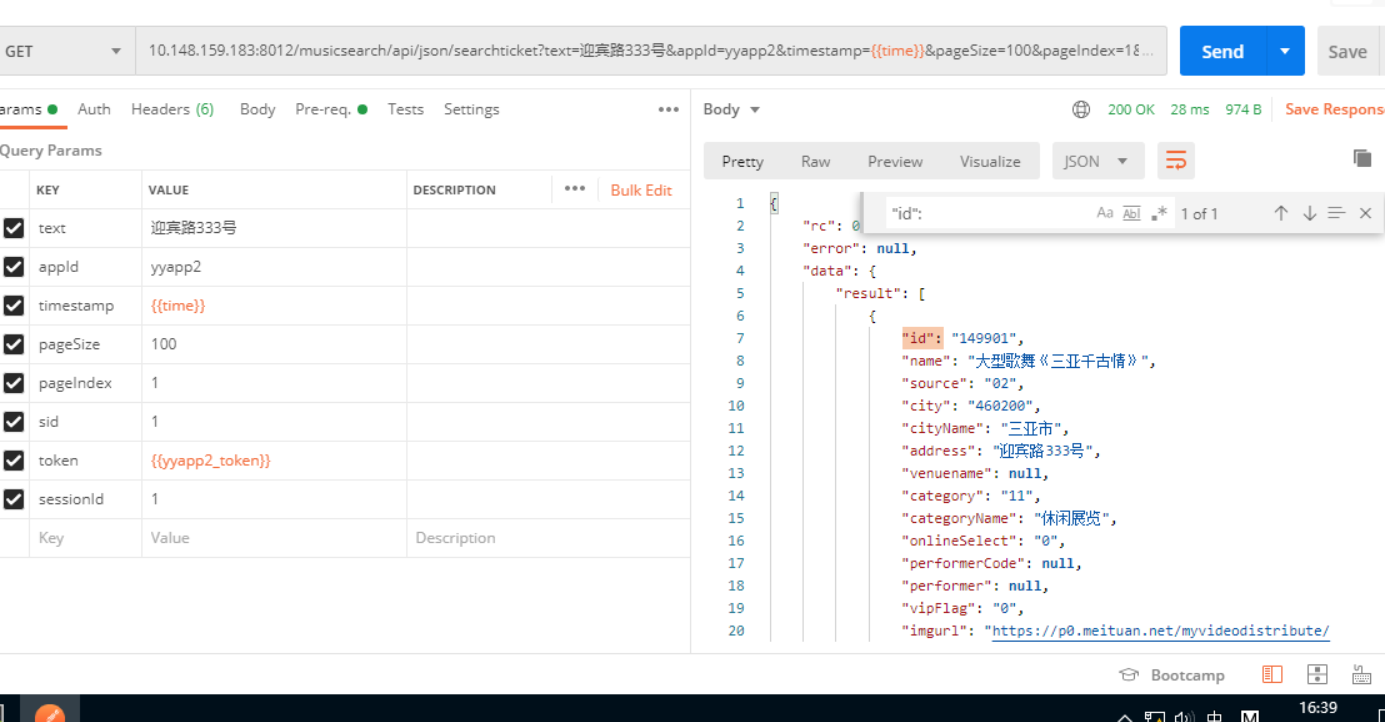 GET 10.148.159.183:8012/musicsearch/api/json/searchticket?text=迎宾路333号&appId=yyapp2&timestamp={{time}}&pageSize=100&pageIndex=1&... Send Save
arams Auth Headers (6) Body Pre-req. Tests Settings •••
Query Params
KEY VALUE DESCRIPTION ••• Bulk Edit
text 迎宾路333号
appId yyapp2
timestamp {{time}}
pageSize 100
pageIndex 1
sid 1
token {{yyapp2_token}}
sessionId 1
Key Value Description
Body 200 OK 28 ms 974 B Save Respons
Pretty Raw Preview Visualize JSON
"id": Aa Abl .* 1 of 1
1 {
2 "rc": 0
3 "error": null,
4 "data": {
5 "result": [
6 {
7 "id": "149901",
8 "name": "大型歌舞《三亚千古情》",
9 "source": "02",
10 "city": "460200",
11 "cityName": "三亚市",
12 "address": "迎宾路333号",
13 "venuename": null,
14 "category": "11",
15 "categoryName": "休闲展览",
16 "onlineSelect": "0",
17 "performerCode": null,
18 "performer": null,
19 "vipFlag": "0",
20 "imgurl": "https://p0.meituan.net/myvideodistribute/
Bootcamp
中 M 16:39